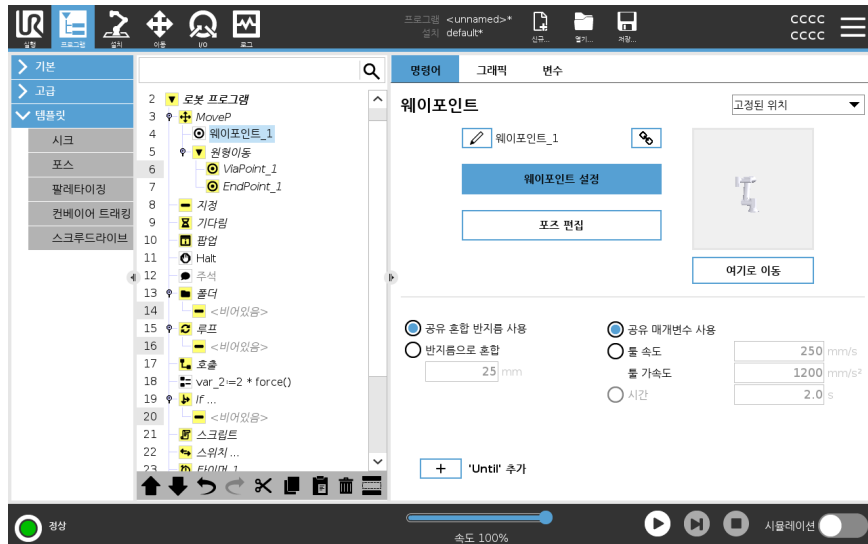 UR
실행
프로그램
설치
이동
I/O
로그
프로그램 <unnamed>*
설치 default*
신규...
열기...
저장...
CCCC
CCCC
기본
고급
템플릿
시크
포스
팔레타이징
컨베이어 트래킹
스크루드라이브
2 로봇 프로그램
3 MoveP
4 웨이포인트_1
5 원형이동
6 ViaPoint_1
7 EndPoint_1
8 지정
9 기다림
10 팝업
11 Halt
12 주석
13 폴더
14 <비어있음>
15 루프
16 <비어있음>
17 호출
18 var_2≔2 * force()
19 If ...
20 <비어있음>
21 스크립트
22 스위치 ...
23 타이머_1
명령어 그래픽 변수
웨이포인트
고정된 위치
웨이포인트_1
웨이포인트 설정
포즈 편집
여기로 이동
공유 혼합 반지름 사용
반지름으로 혼합
25 mm
공유 매개변수 사용
툴 속도 250 mm/s
툴 가속도 1200 mm/s²
시간 2.0 s
+ 'Until' 추가
정상
속도 100%
시뮬레이션